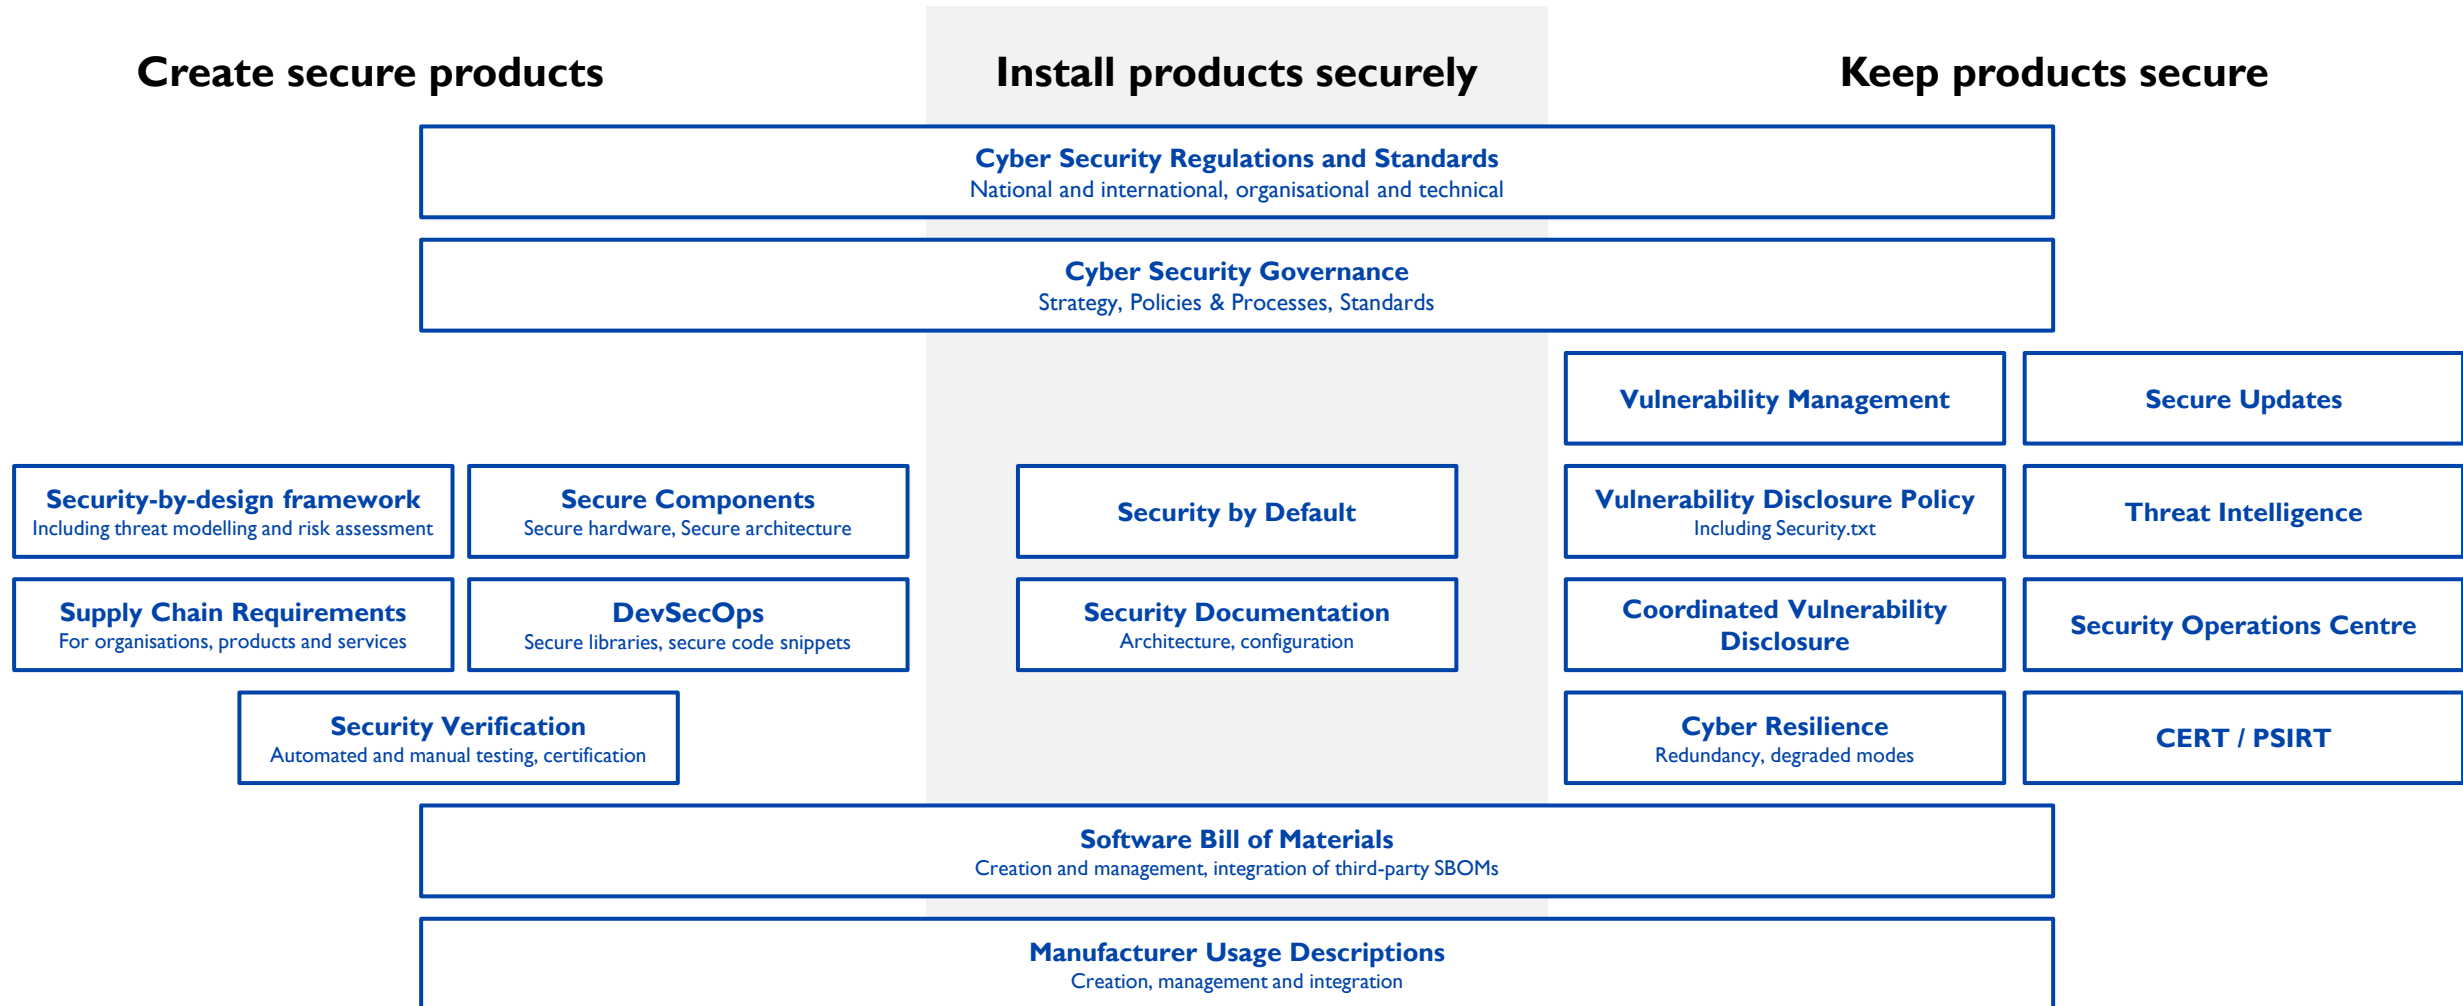 Create secure products
Install products securely
Keep products secure
Cyber Security Regulations and Standards
National and international, organisational and technical
Cyber Security Governance
Strategy, Policies & Processes, Standards
Vulnerability Management
Secure Updates
Security-by-design framework
Including threat modelling and risk assessment
Secure Components
Secure hardware, Secure architecture
Security by Default
Vulnerability Disclosure Policy
Including Security.txt
Threat Intelligence
Supply Chain Requirements
For organisations, products and services
DevSecOps
Secure libraries, secure code snippets
Security Documentation
Architecture, configuration
Coordinated Vulnerability
Disclosure
Security Operations Centre
Security Verification
Automated and manual testing, certification
Cyber Resilience
Redundancy, degraded modes
CERT / PSIRT
Software Bill of Materials
Creation and management, integration of third-party SBOMs
Manufacturer Usage Descriptions
Creation, management and integration